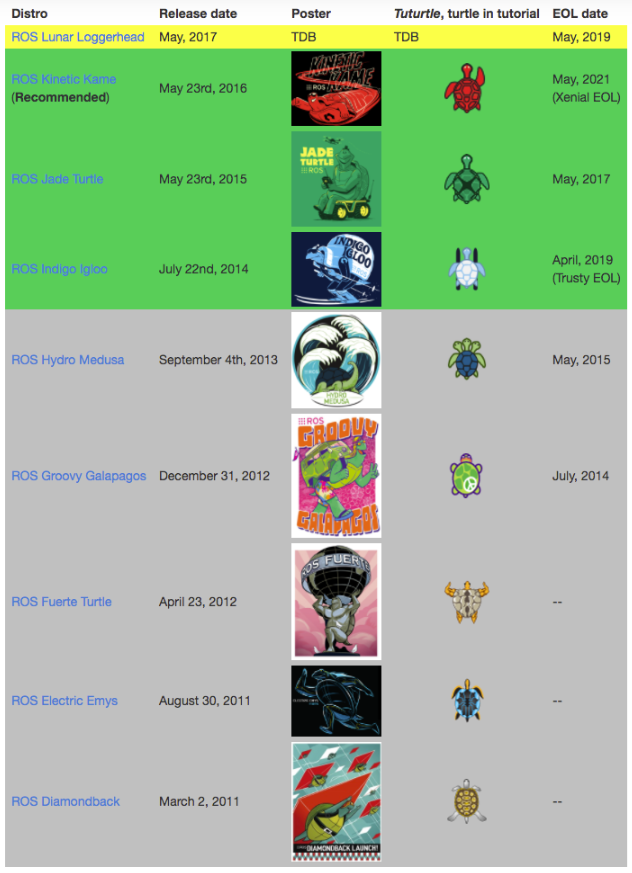 Distro Release date Poster Tuturtle, turtle in tutorial EOL date
ROS Lunar Loggerhead May, 2017 TDB TDB May, 2019
ROS Kinetic Kame
(Recommended)
May 23rd, 2016
KINETIC
KAME
ROS
May, 2021
(Xenial EOL)
ROS Jade Turtle May 23rd, 2015
JADE
TURTLE
ROS
May, 2017
ROS Indigo Igloo July 22nd, 2014
INDIGO
IGLOO
April, 2019
(Trusty EOL)
ROS Hydro Medusa September 4th, 2013
HYDRO
MEDUSA
May, 2015
ROS Groovy Galapagos December 31, 2012
ROS
GROOVY
GALAPAGOS
July, 2014
ROS Fuerte Turtle April 23, 2012
ROS FUERTE
--
ROS Electric Emys August 30, 2011
--
ROS Diamondback March 2, 2011
DIAMONDBACK LAUNCH!
--